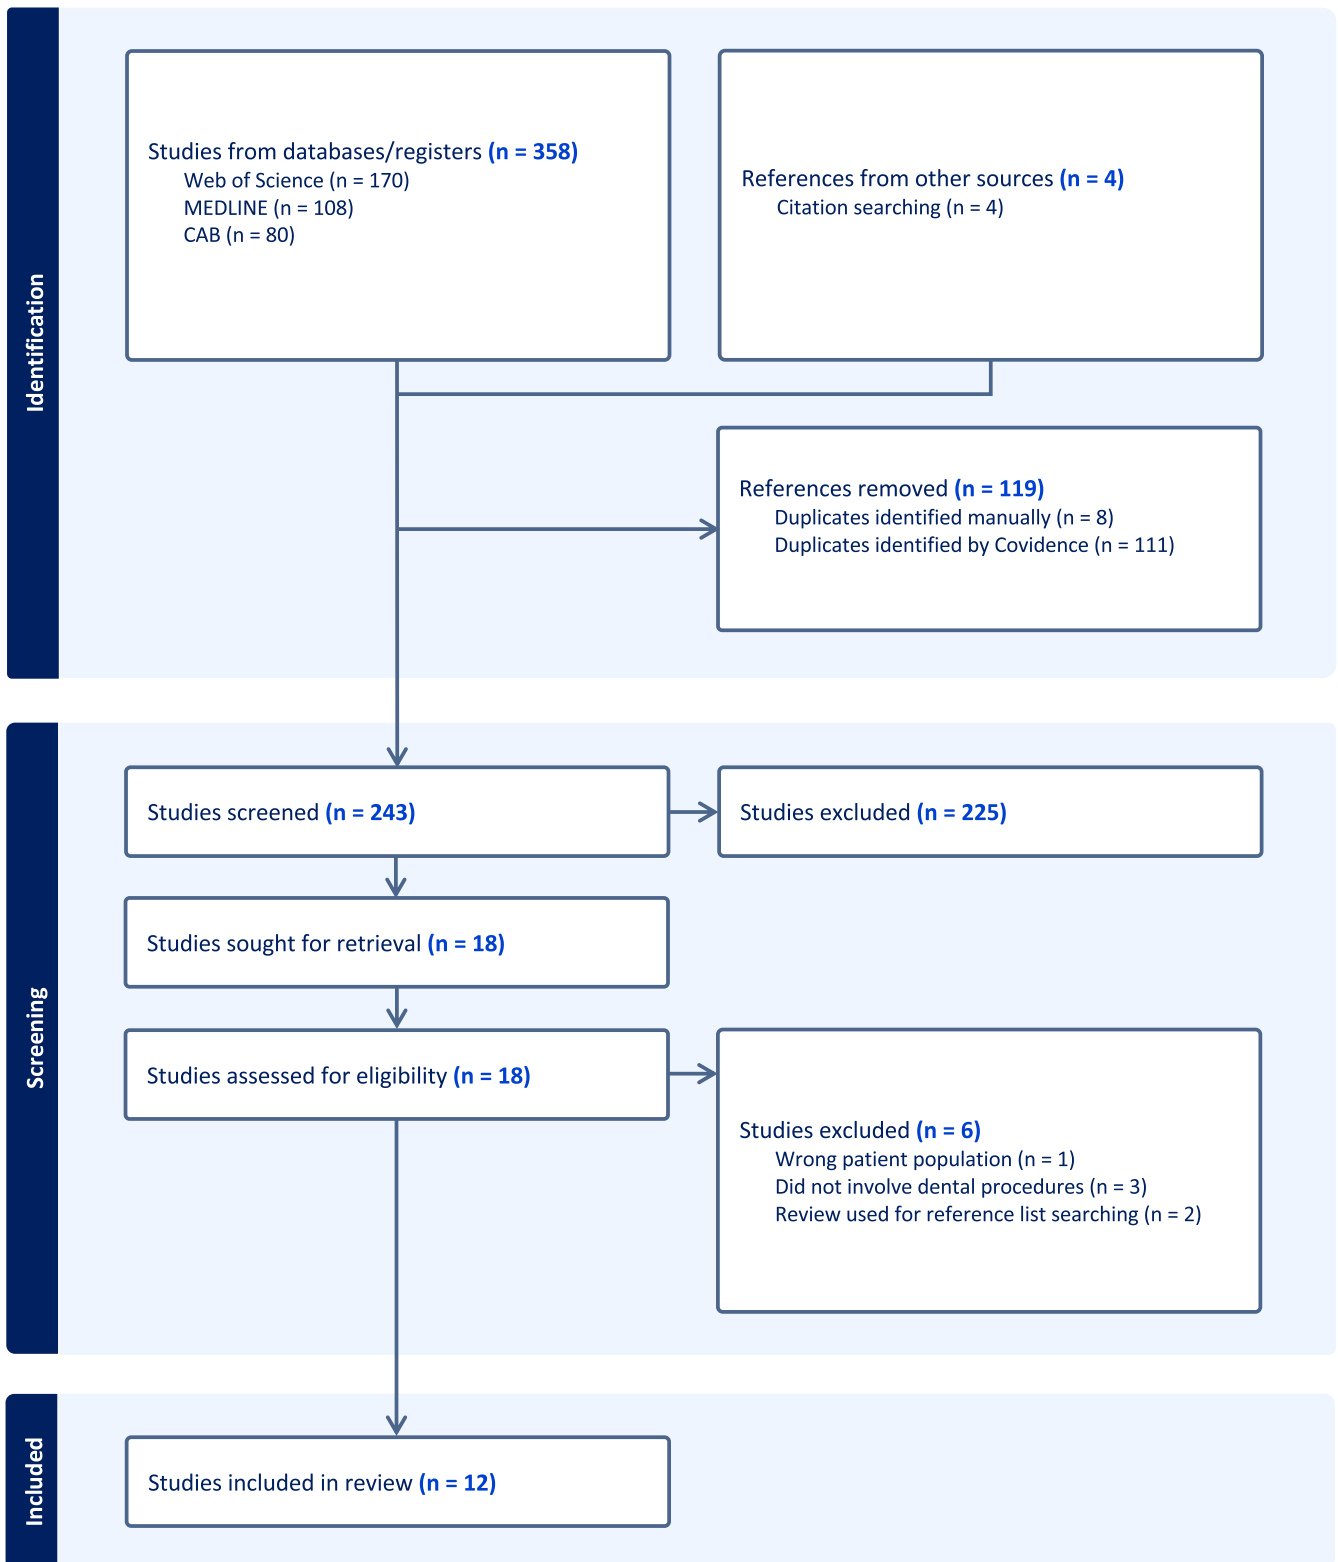 Identification
Studies from databases/registers (n = 358)
Web of Science (n = 170)
MEDLINE (n = 108)
CAB (n = 80)
References from other sources (n = 4)
Citation searching (n = 4)
References removed (n = 119)
Duplicates identified manually (n = 8)
Duplicates identified by Covidence (n = 111)
Screening
Studies screened (n = 243)
Studies excluded (n = 225)
Studies sought for retrieval (n = 18)
Studies assessed for eligibility (n = 18)
Studies excluded (n = 6)
Wrong patient population (n = 1)
Did not involve dental procedures (n = 3)
Review used for reference list searching (n = 2)
Included
Studies included in review (n = 12)